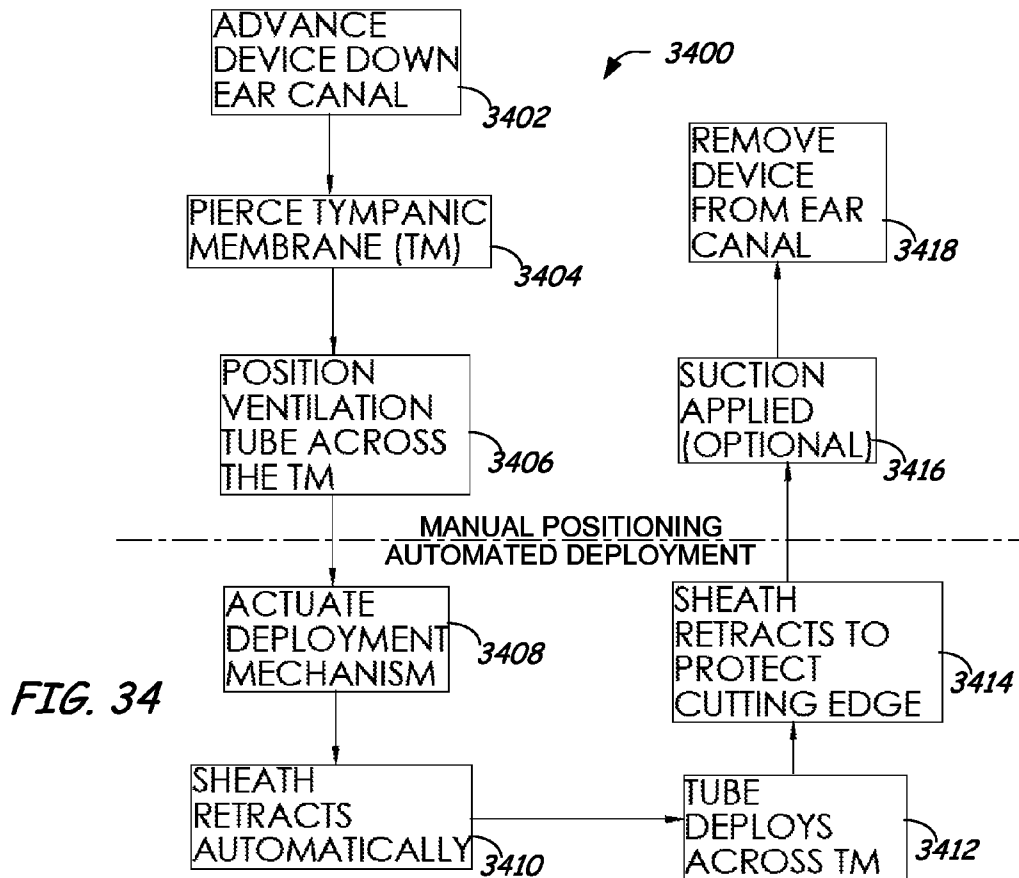 ADVANCE
DEVICE DOWN
EAR CANAL
3402
3400
PIERCE TYMPANIC
MEMBRANE (TM)
3404
POSITION
VENTILATION
TUBE ACROSS
THE TM
3406
MANUAL POSITIONING
AUTOMATED DEPLOYMENT
ACTUATE
DEPLOYMENT
MECHANISM
3408
SHEATH
RETRACTS
AUTOMATICALLY
3410
TUBE
DEPLOYS
ACROSS TM
3412
SHEATH
RETRACTS TO
PROTECT
CUTTING EDGE
3414
SUCTION
APPLIED
(OPTIONAL)
3416
REMOVE
DEVICE
FROM EAR
CANAL
3418
FIG. 34